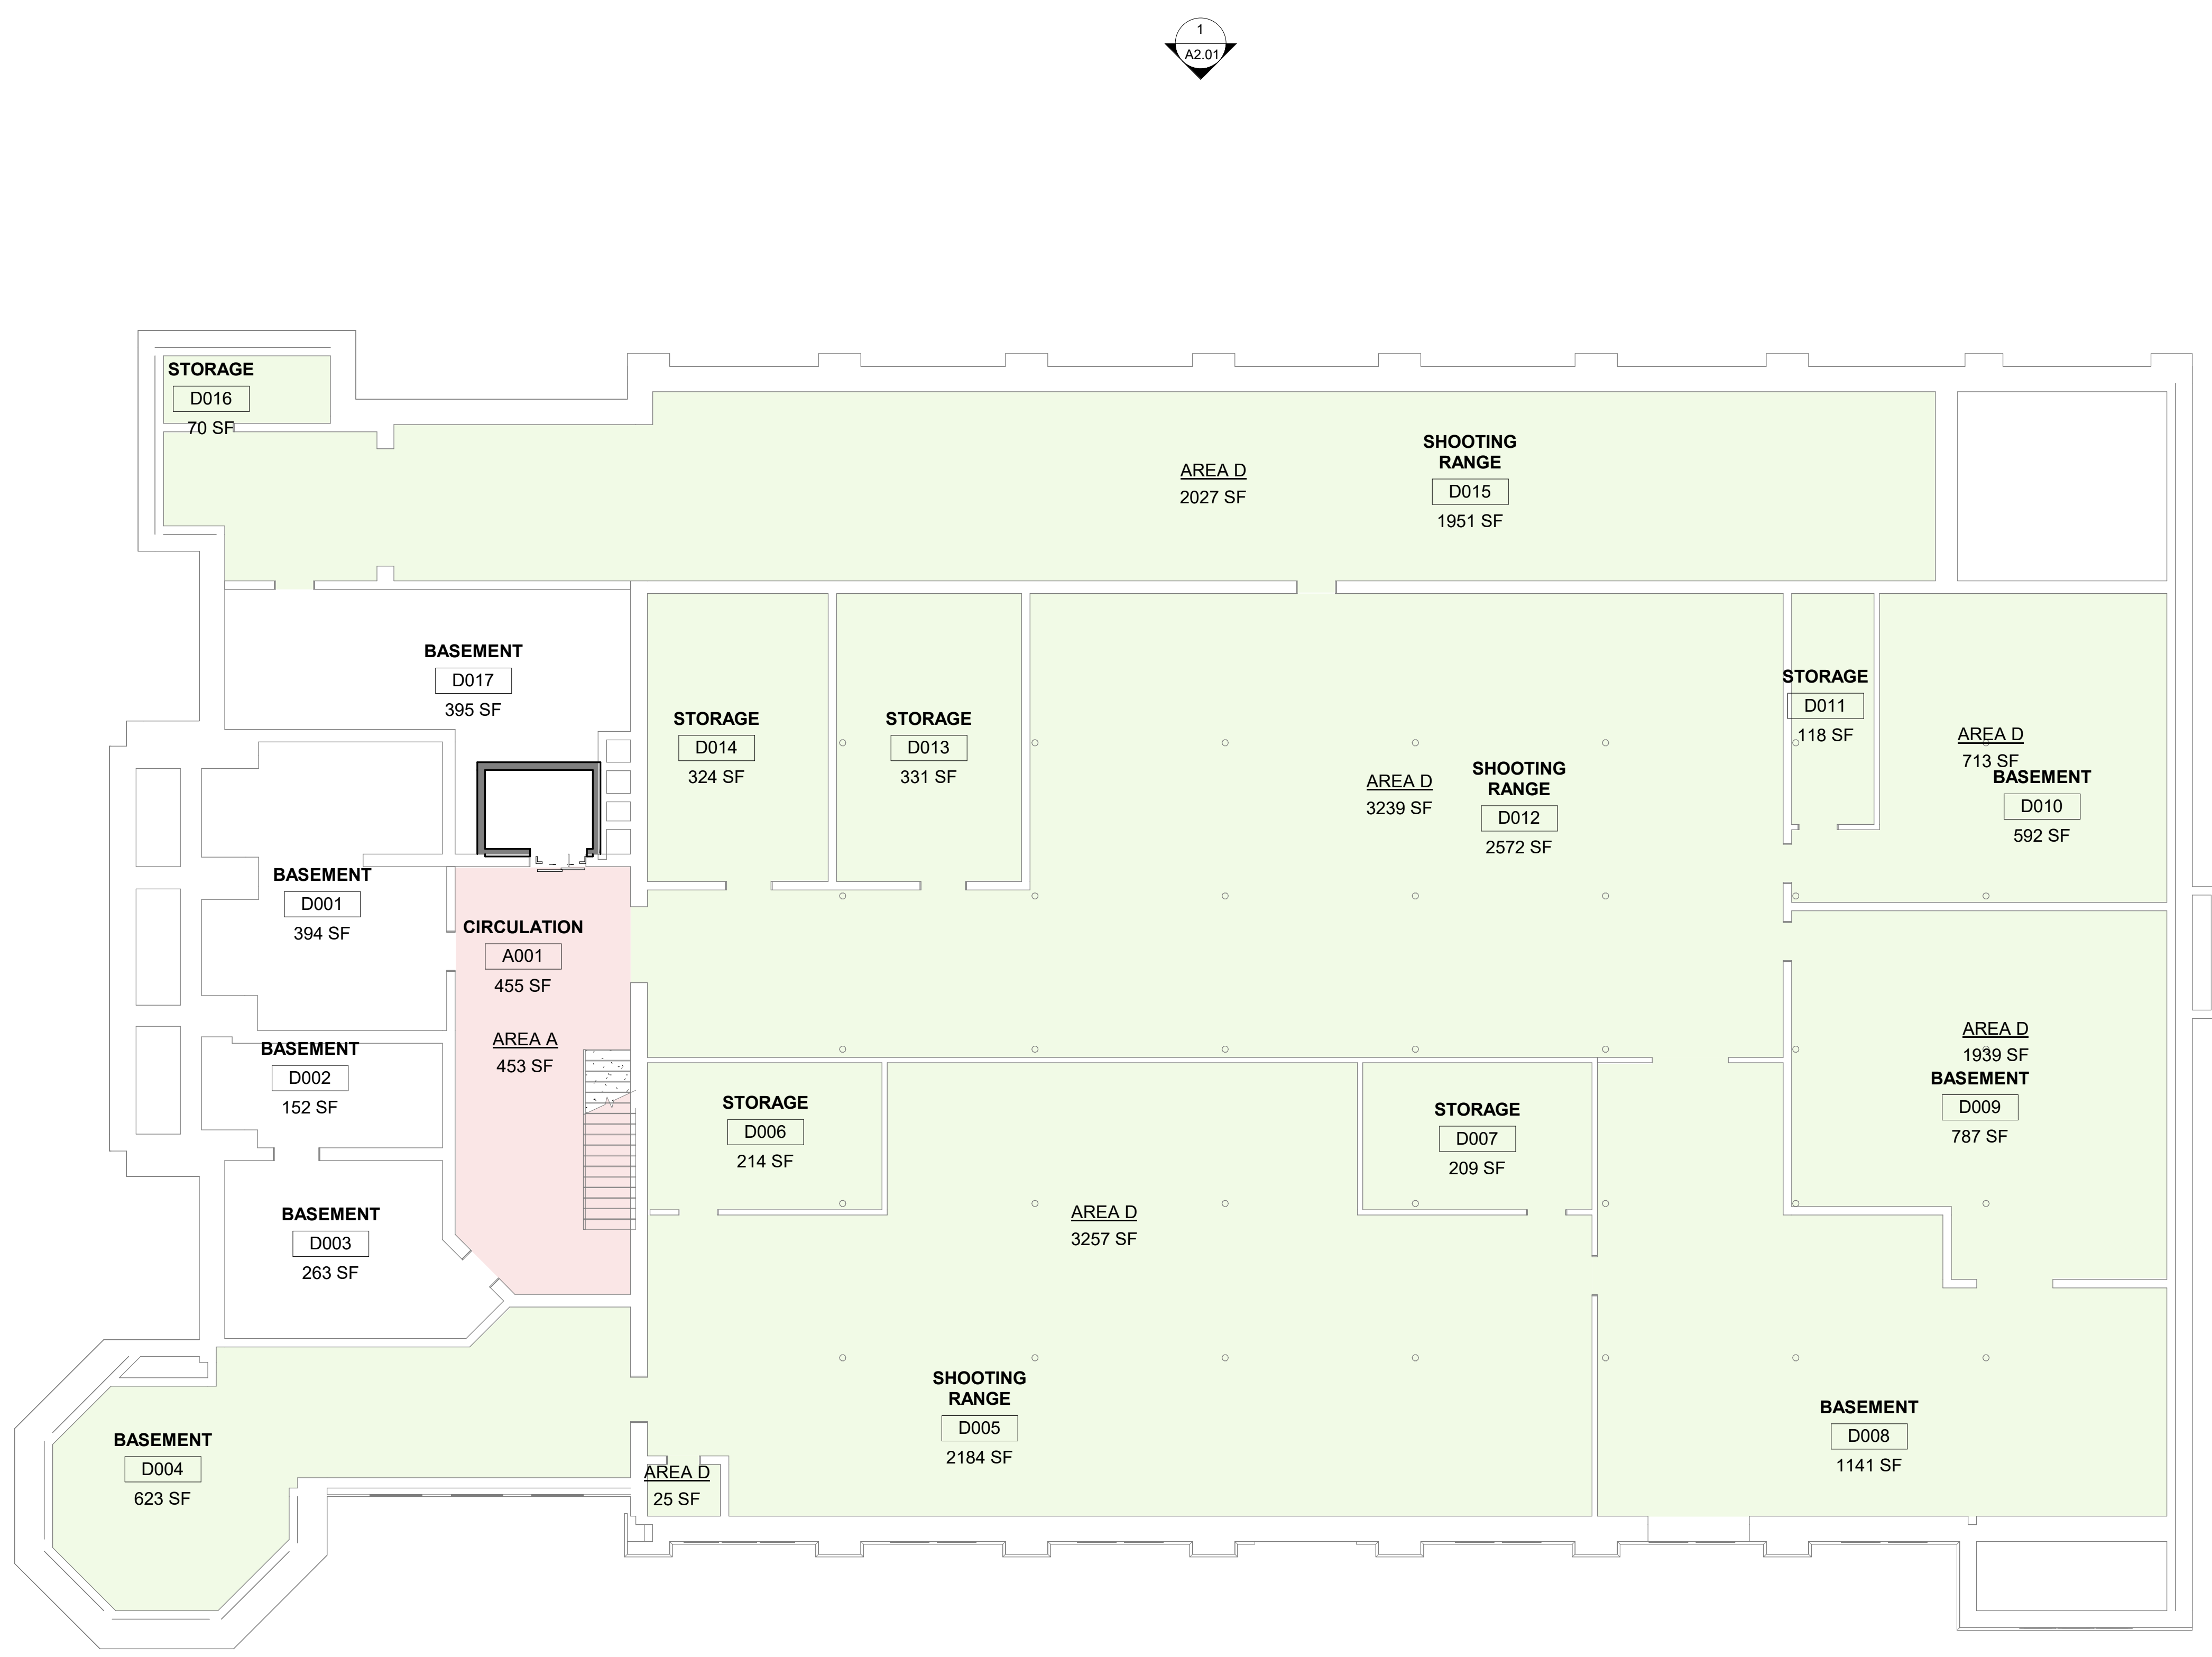 1
A2.01
STORAGE
D016
70 SF
SHOOTING
RANGE
D015
1951 SF
AREA D
2027 SF
BASEMENT
D017
395 SF
STORAGE
D014
324 SF
STORAGE
D013
331 SF
AREA D
3239 SF
SHOOTING
RANGE
D012
2572 SF
STORAGE
D011
118 SF
AREA D
713 SF
BASEMENT
D010
592 SF
BASEMENT
D001
394 SF
CIRCULATION
A001
455 SF
AREA A
453 SF
BASEMENT
D002
152 SF
STORAGE
D006
214 SF
STORAGE
D007
209 SF
AREA D
1939 SF
BASEMENT
D009
787 SF
BASEMENT
D003
263 SF
AREA D
3257 SF
SHOOTING
RANGE
D005
2184 SF
BASEMENT
D008
1141 SF
BASEMENT
D004
623 SF
AREA D
25 SF